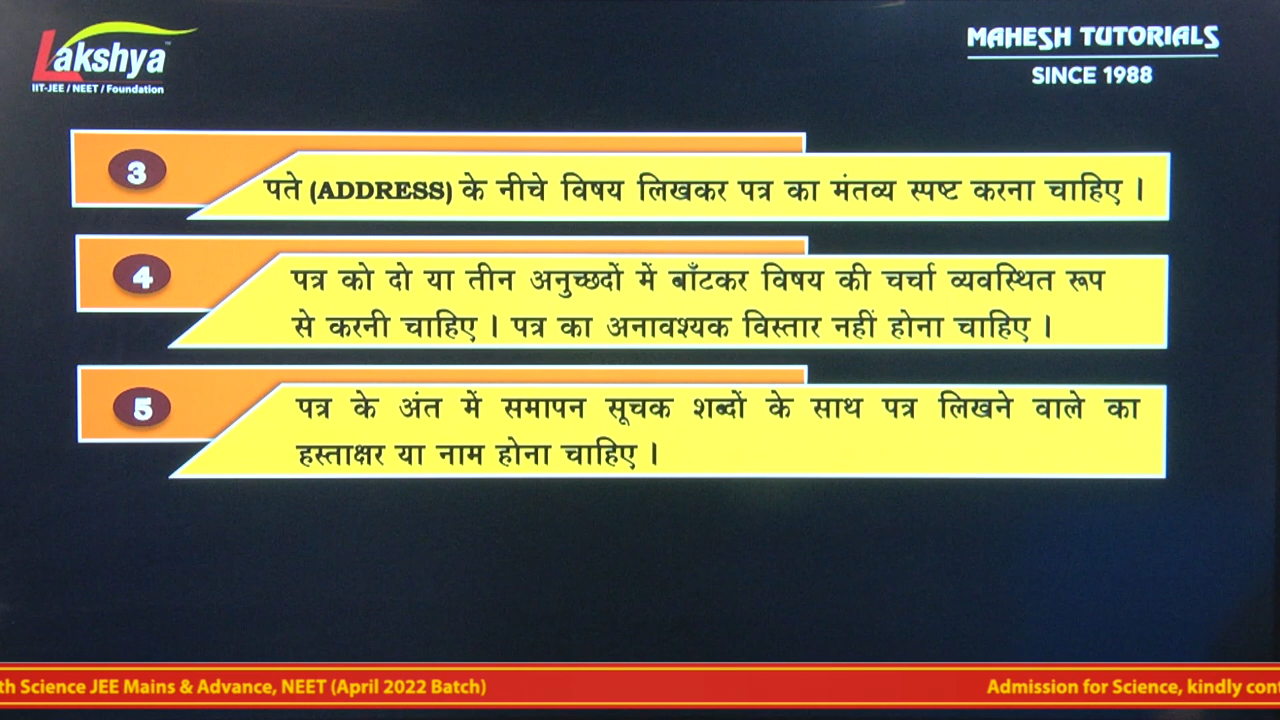 Lakshya
IIT-JEE / NEET / Foundation
MAHESH TUTORIALS
SINCE 1988
3
पते (ADDRESS) के नीचे विषय लिखकर पत्र का मंतव्य स्पष्ट करना चाहिए ।
4
पत्र को दो या तीन अनुच्छदों में बाँटकर विषय की चर्चा व्यवस्थित रूप
से करनी चाहिए । पत्र का अनावश्यक विस्तार नहीं होना चाहिए ।
5
पत्र के अंत में समापन सूचक शब्दों के साथ पत्र लिखने वाले का
हस्ताक्षर या नाम होना चाहिए ।
th Science JEE Mains & Advance, NEET (April 2022 Batch)
Admission for Science, kindly cont